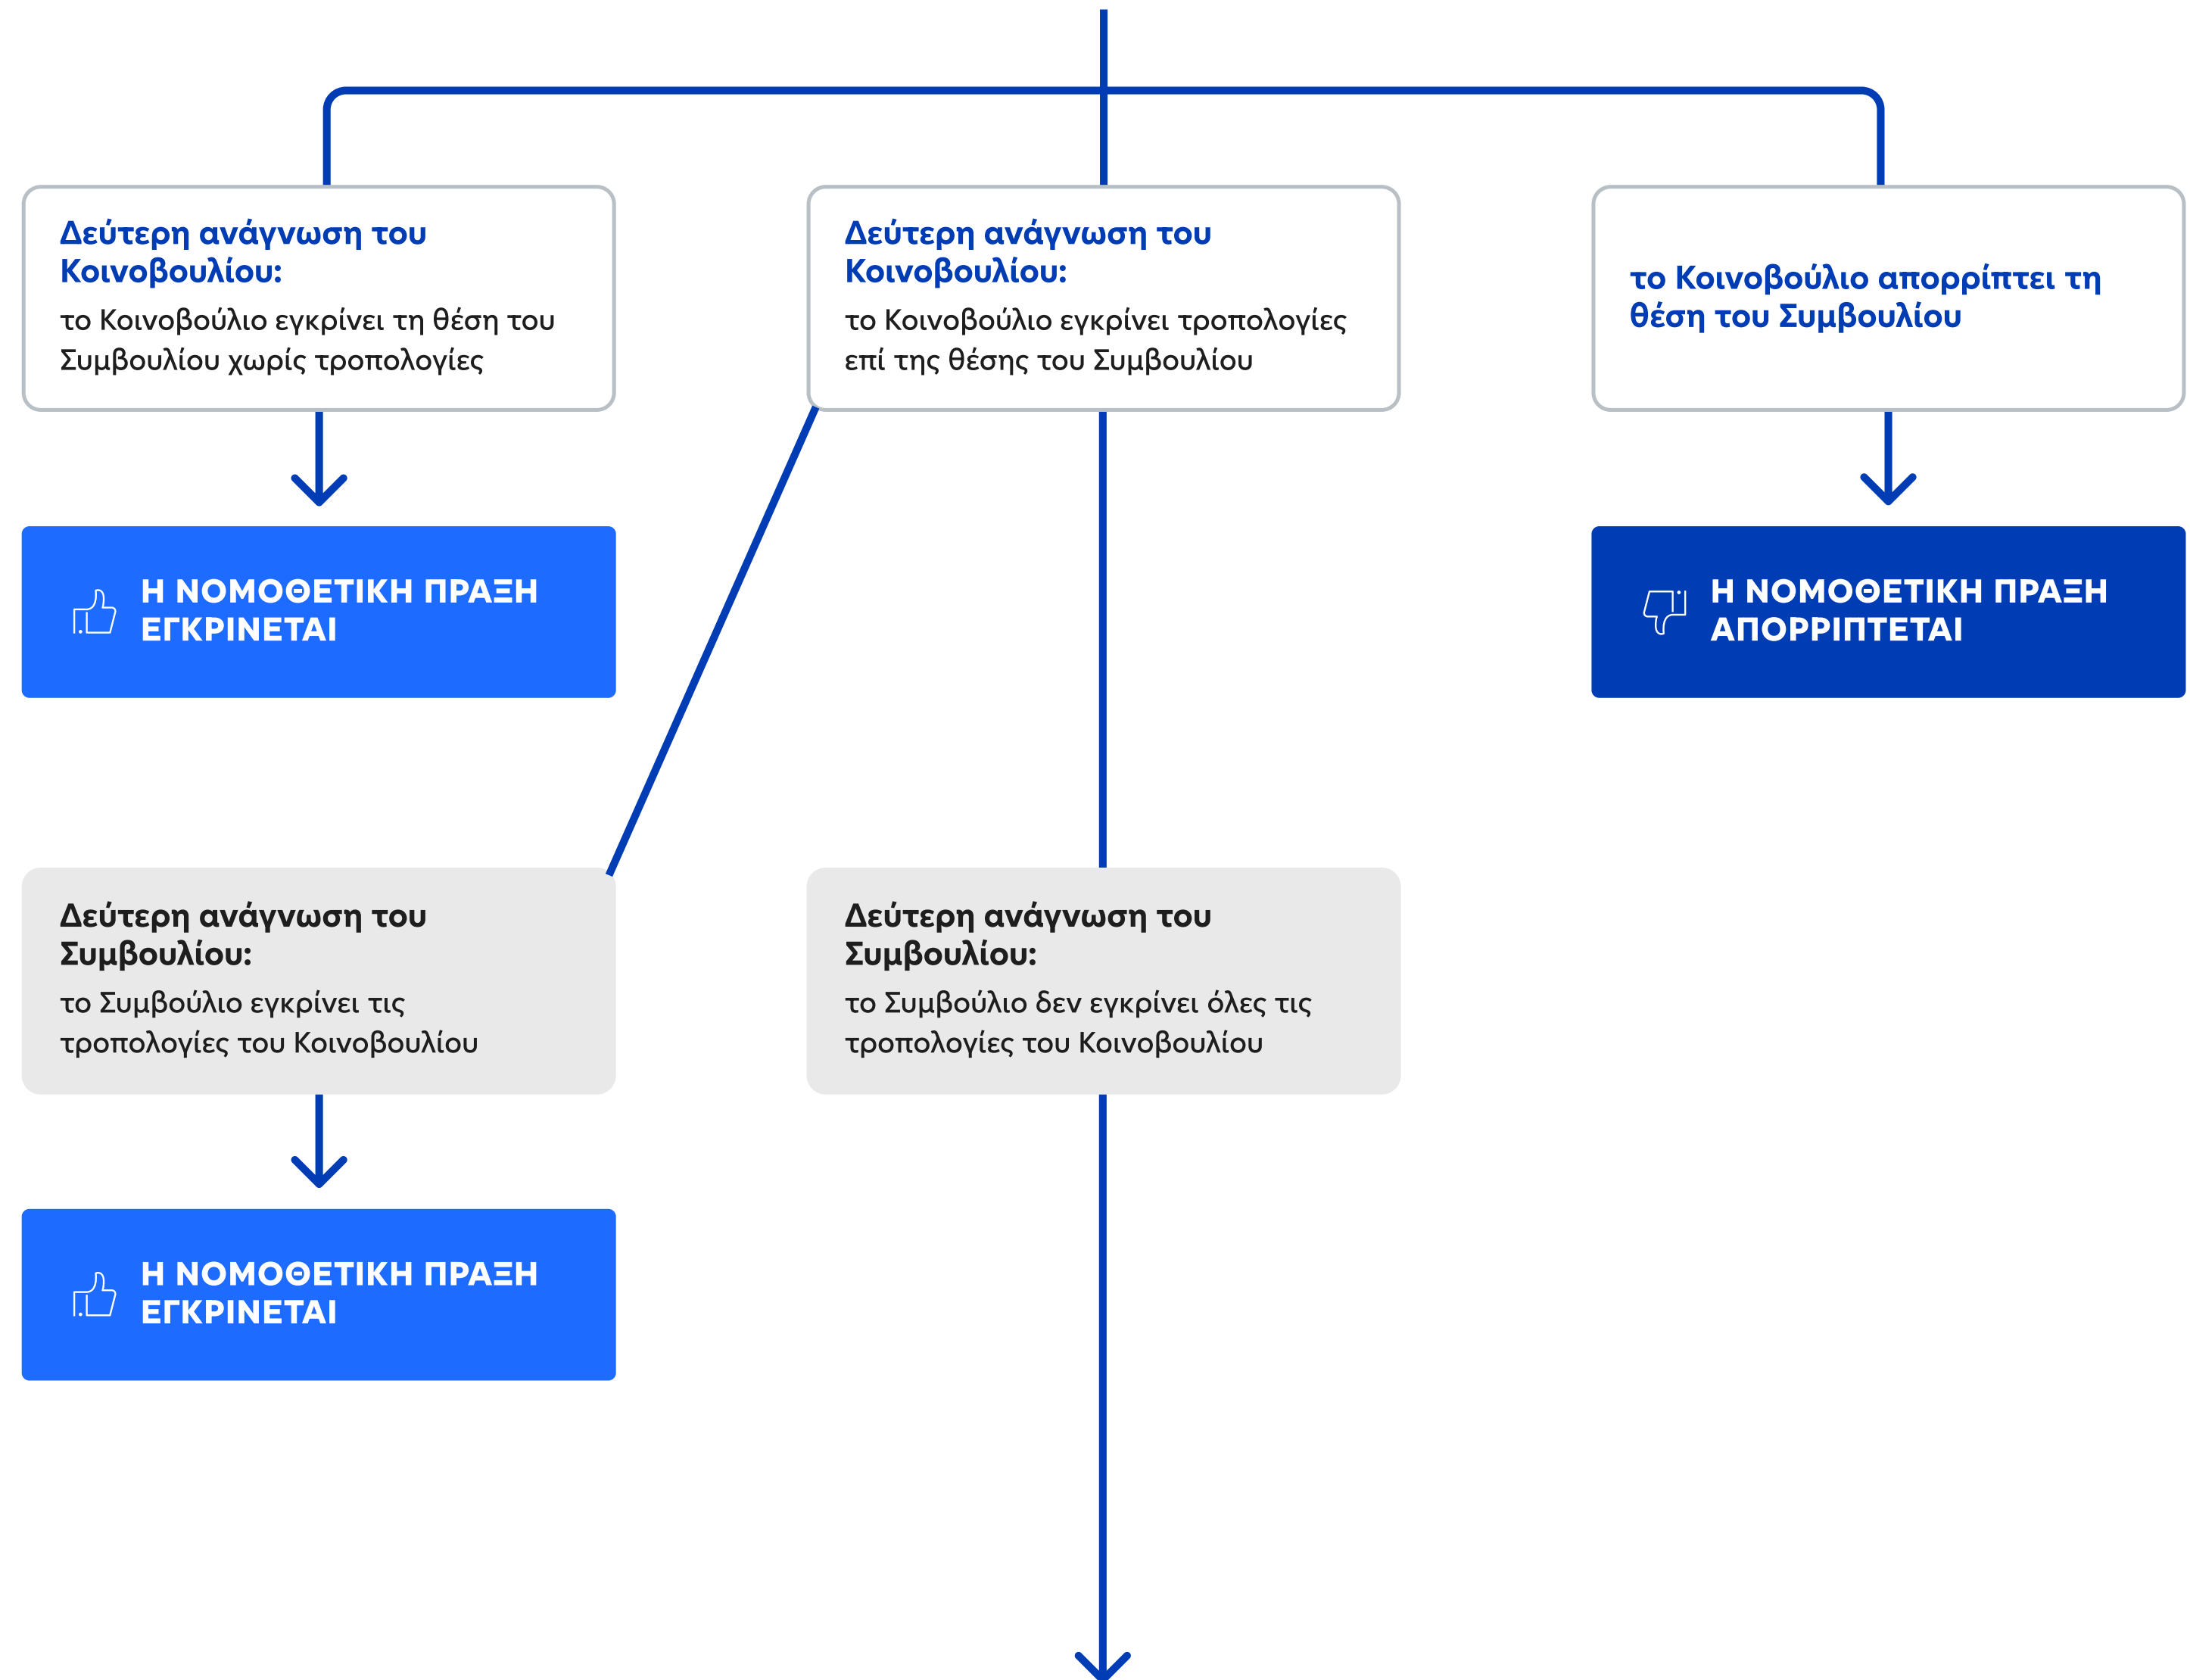 Δεύτερη ανάγνωση του
Κοινοβουλίου:
το Κοινοβούλιο εγκρίνει τη θέση του
Συμβουλίου χωρίς τροπολογίες
Δεύτερη ανάγνωση του
Κοινοβουλίου:
το Κοινοβούλιο εγκρίνει τροπολογίες
επί της θέσης του Συμβουλίου
το Κοινοβούλιο απορρίπτει τη
θέση του Συμβουλίου
Η ΝΟΜΟΘΕΤΙΚΗ ΠΡΑΞΗ
ΕΓΚΡΙΝΕΤΑΙ
Η ΝΟΜΟΘΕΤΙΚΗ ΠΡΑΞΗ
ΑΠΟΡΡΙΠΤΕΤΑΙ
Δεύτερη ανάγνωση του
Συμβουλίου:
το Συμβούλιο εγκρίνει τις
τροπολογίες του Κοινοβουλίου
Δεύτερη ανάγνωση του
Συμβουλίου:
το Συμβούλιο δεν εγκρίνει όλες τις
τροπολογίες του Κοινοβουλίου
Η ΝΟΜΟΘΕΤΙΚΗ ΠΡΑΞΗ
ΕΓΚΡΙΝΕΤΑΙ